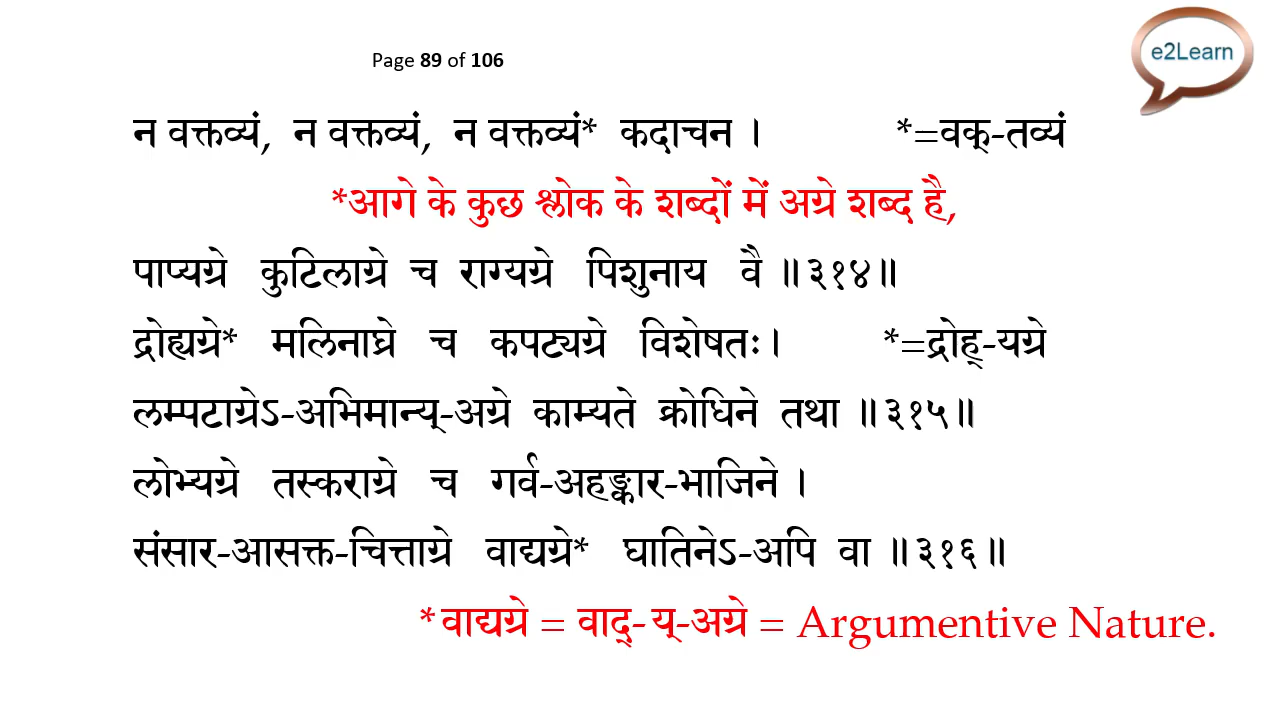 e2Learn
Page 89 of 106
न वक्तव्यं, न वक्तव्यं, न वक्तव्यं* कदाचन । *=वक्-तव्यं
*आगे के कुछ श्लोक के शब्दों में अग्रे शब्द है,
पाप्यग्रे कुटिलाग्रे च राग्यग्रे पिशुनाय वै ॥३१४॥
द्रोह्यग्रे* मलिनाघ्रे च कपट्यग्रे विशेषतः। *=द्रोह्-यग्रे
लम्पटाग्रेऽ-अभिमान्य्-अग्रे काम्यते क्रोधिने तथा ॥३१५॥
लोभ्यग्रे तस्कराग्रे च गर्व-अहङ्कार-भाजिने ।
संसार-आसक्त-चित्ताग्रे वाद्यग्रे* घातिनेऽ-अपि वा ॥३१६॥
*वाद्यग्रे = वाद्-य्-अग्रे = Argumentive Nature.